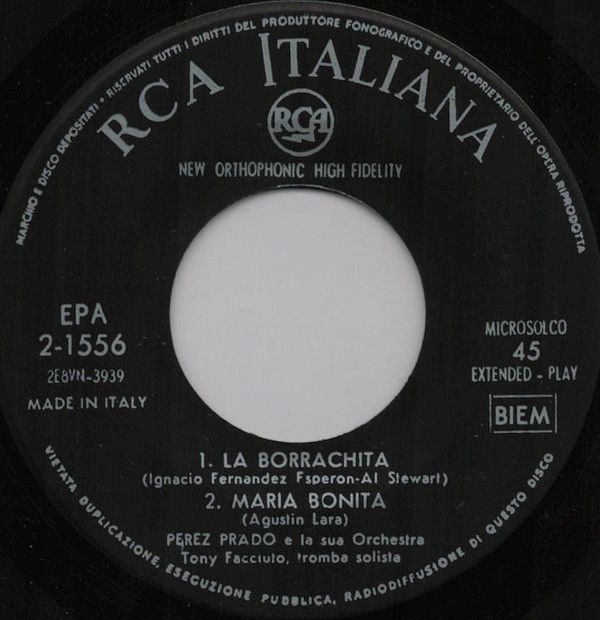 MARCHIO E DISCO DEPOSITATI • RISERVATI TUTTI I DIRITTI DEL PRODUTTORE FONOGRAFICO E DEL PROPRIETARIO DELL'OPERA RIPRODOTTA
RCA ITALIANA
RCA
NEW ORTHOPHONIC HIGH FIDELITY
EPA
2-1556
2E8VN-3939
MADE IN ITALY
MICROSOLCO
45
EXTENDED - PLAY
BIEM
1. LA BORRACHITA
(Ignacio Fernandez Fsperon-Al Stewart)
2. MARIA BONITA
(Agustin Lara)
PEREZ PRADO e la sua Orchestra
Tony Facciuto, tromba solista
VIETATA DUPLICAZIONE, ESECUZIONE PUBBLICA, RADIODIFFUSIONE DI QUESTO DISCO